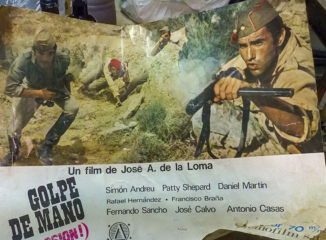 Un film de José A. de la Loma
GOLPE
DE MANO
Simón Andreu Patty Shepard Daniel Martin
Rafael Hernández • Francisco Braña
Fernando Sancho José Calvo Antonio Casas